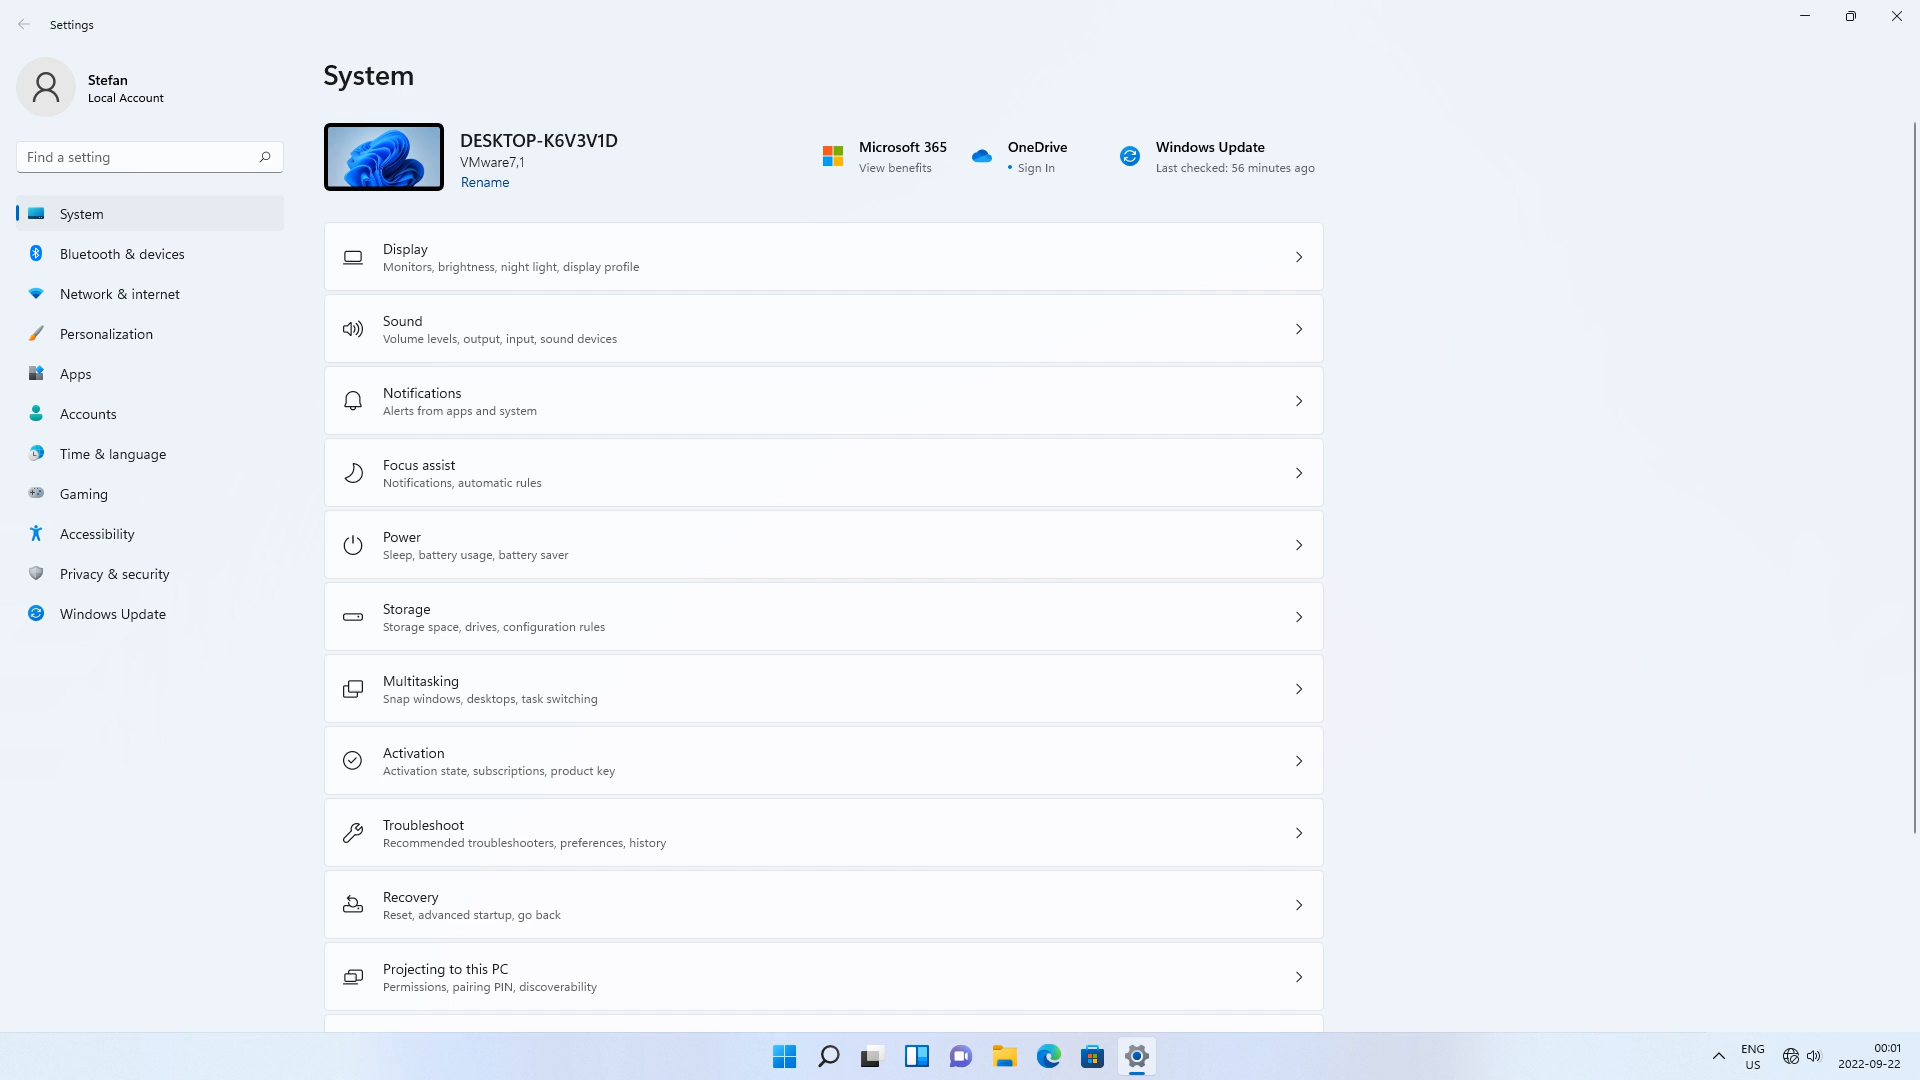 Settings
Stefan
Local Account
Find a setting
System
Bluetooth & devices
Network & internet
Personalization
Apps
Accounts
Time & language
Gaming
Accessibility
Privacy & security
Windows Update
System
DESKTOP-K6V3V1D
VMware7,1
Rename
Microsoft 365
View benefits
OneDrive
• Sign In
Windows Update
Last checked: 56 minutes ago
Display
Monitors, brightness, night light, display profile
Sound
Volume levels, output, input, sound devices
Notifications
Alerts from apps and system
Focus assist
Notifications, automatic rules
Power
Sleep, battery usage, battery saver
Storage
Storage space, drives, configuration rules
Multitasking
Snap windows, desktops, task switching
Activation
Activation state, subscriptions, product key
Troubleshoot
Recommended troubleshooters, preferences, history
Recovery
Reset, advanced startup, go back
Projecting to this PC
Permissions, pairing PIN, discoverability
ENG
US
00:01
2022-09-22